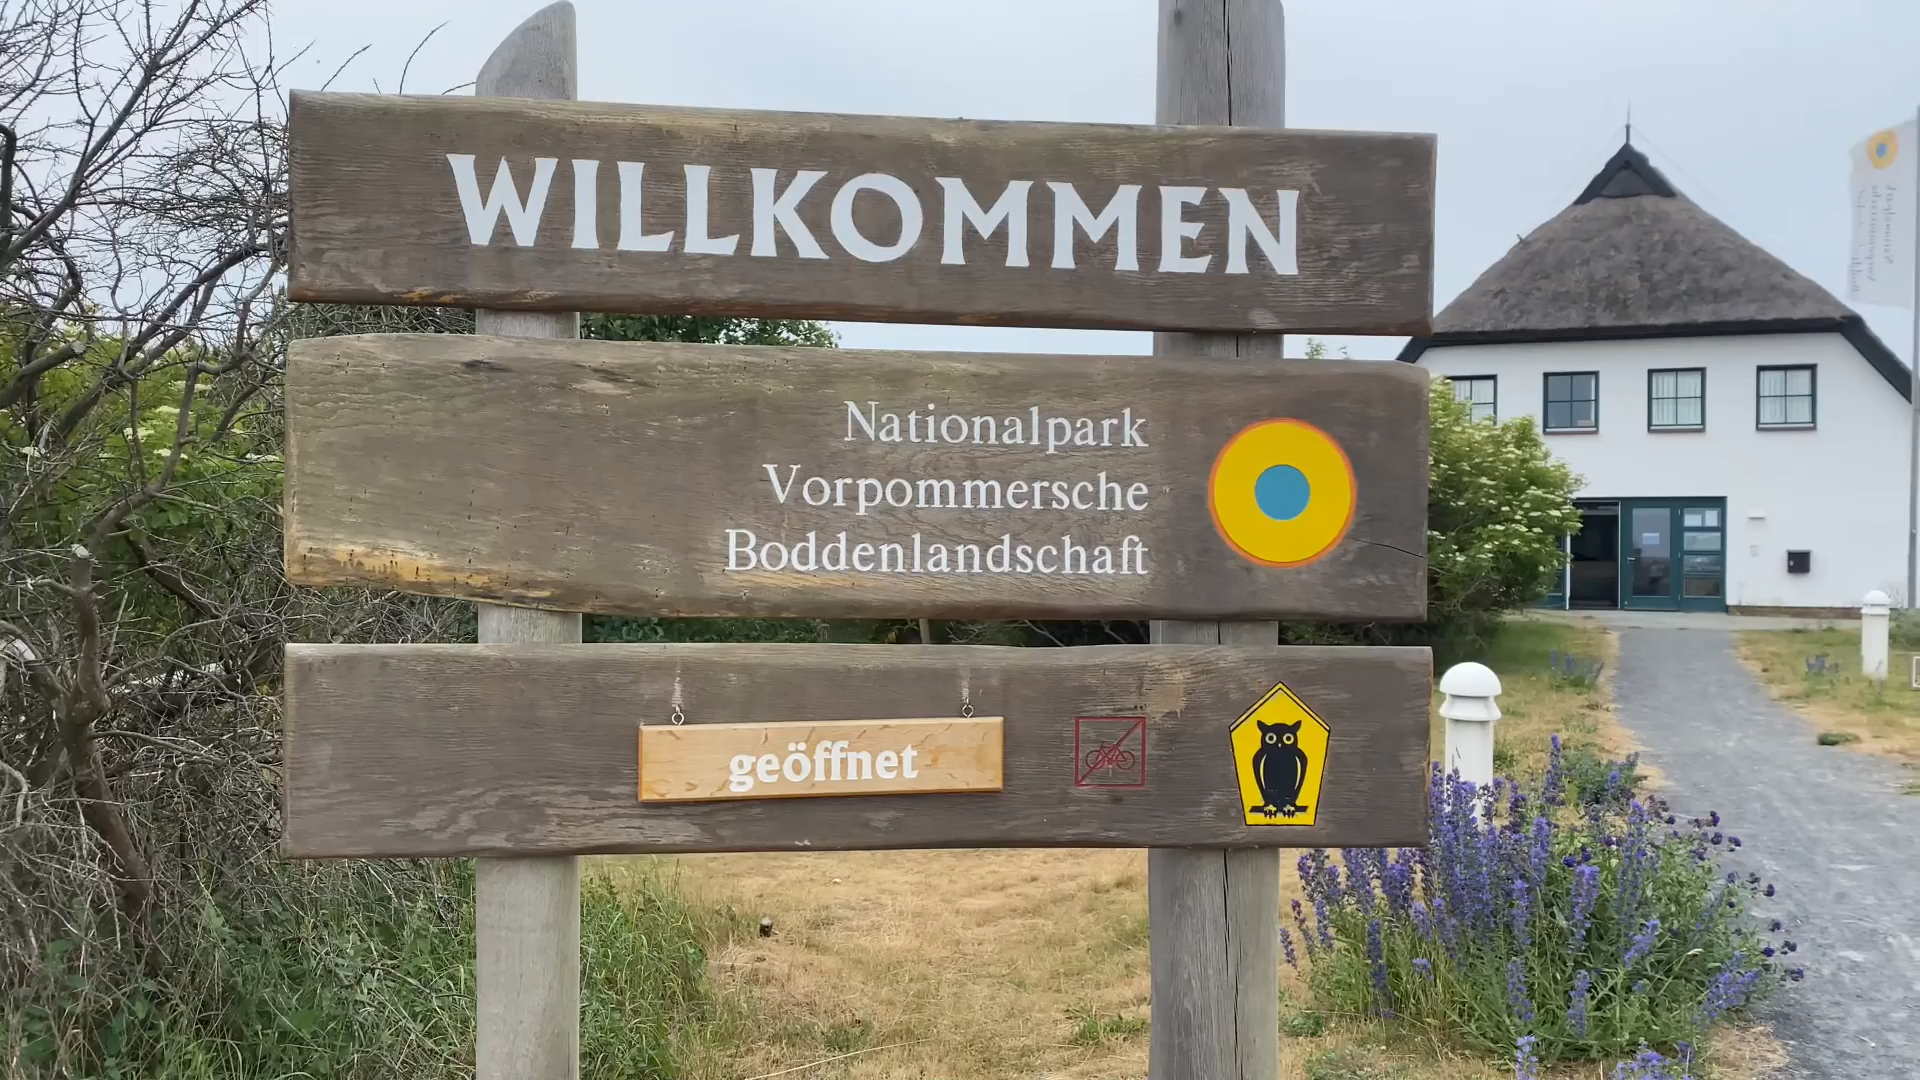 WILLKOMMEN
Nationalpark
Vorpommersche
Boddenlandschaft
geöffnet